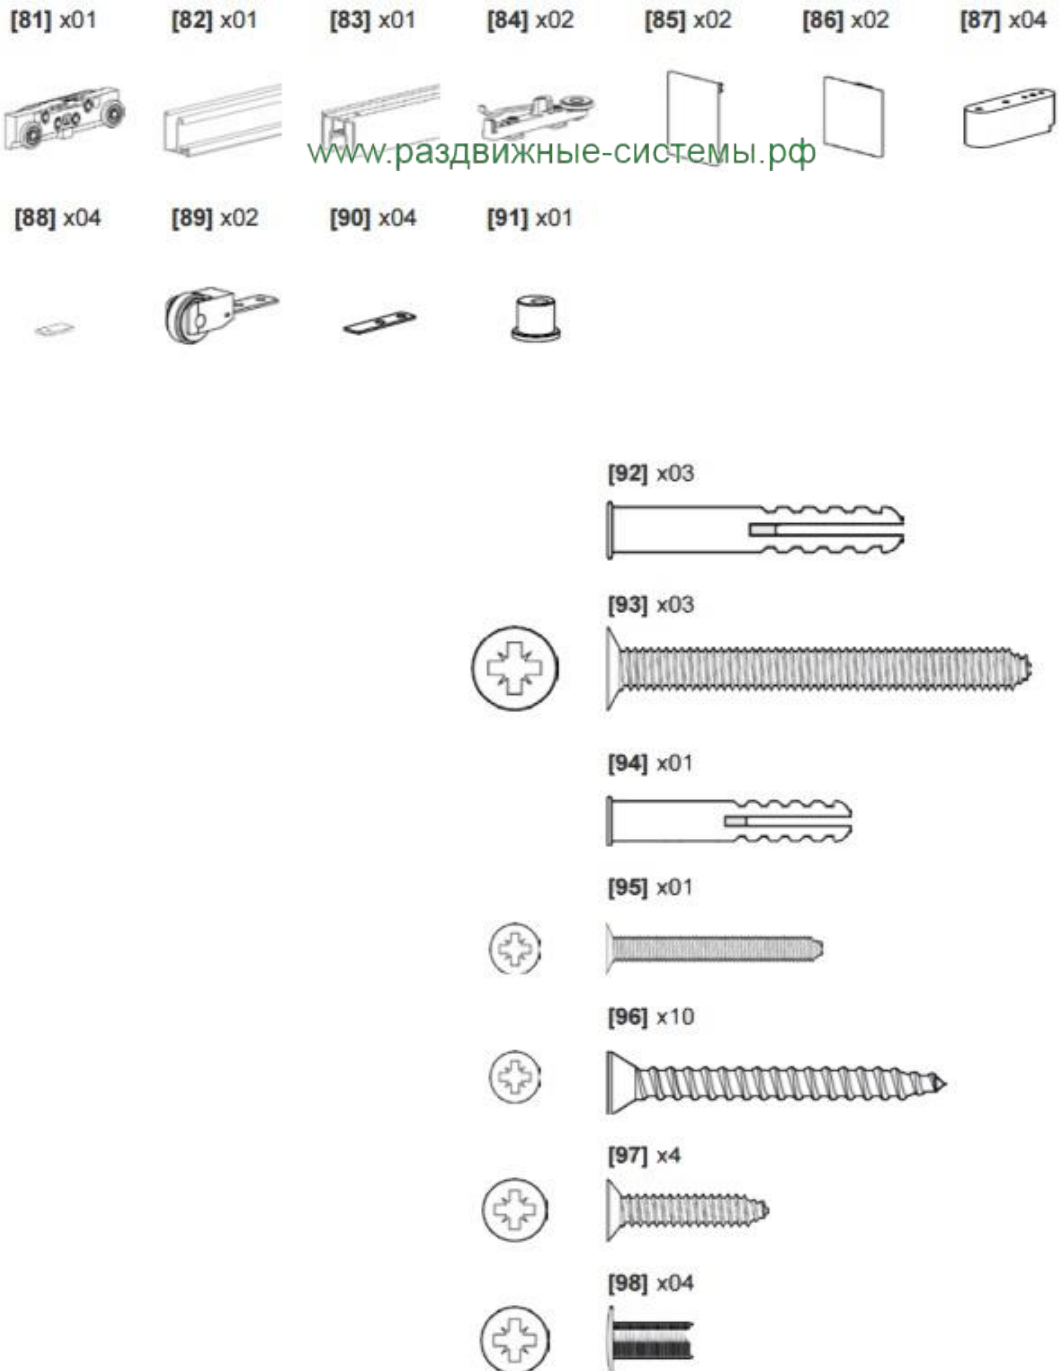 [81] x01 [82] x01 [83] x01 [84] x02 [85] x02 [86] x02 [87] x04
www.раздвижные-системы.рф
[88] x04 [89] x02 [90] x04 [91] x01
[92] x03
[93] x03
[94] x01
[95] x01
[96] x10
[97] x4
[98] x04